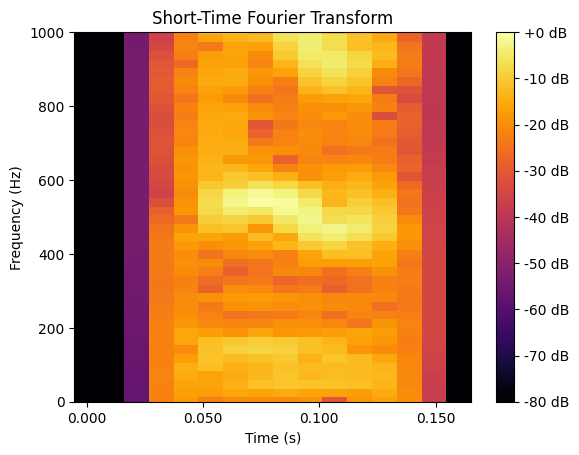 Short-Time Fourier Transform
1000
800
600
400
200
0
Frequency (Hz)
0.000
0.050
0.100
0.150
Time (s)
+0 dB
-10 dB
-20 dB
-30 dB
-40 dB
-50 dB
-60 dB
-70 dB
-80 dB